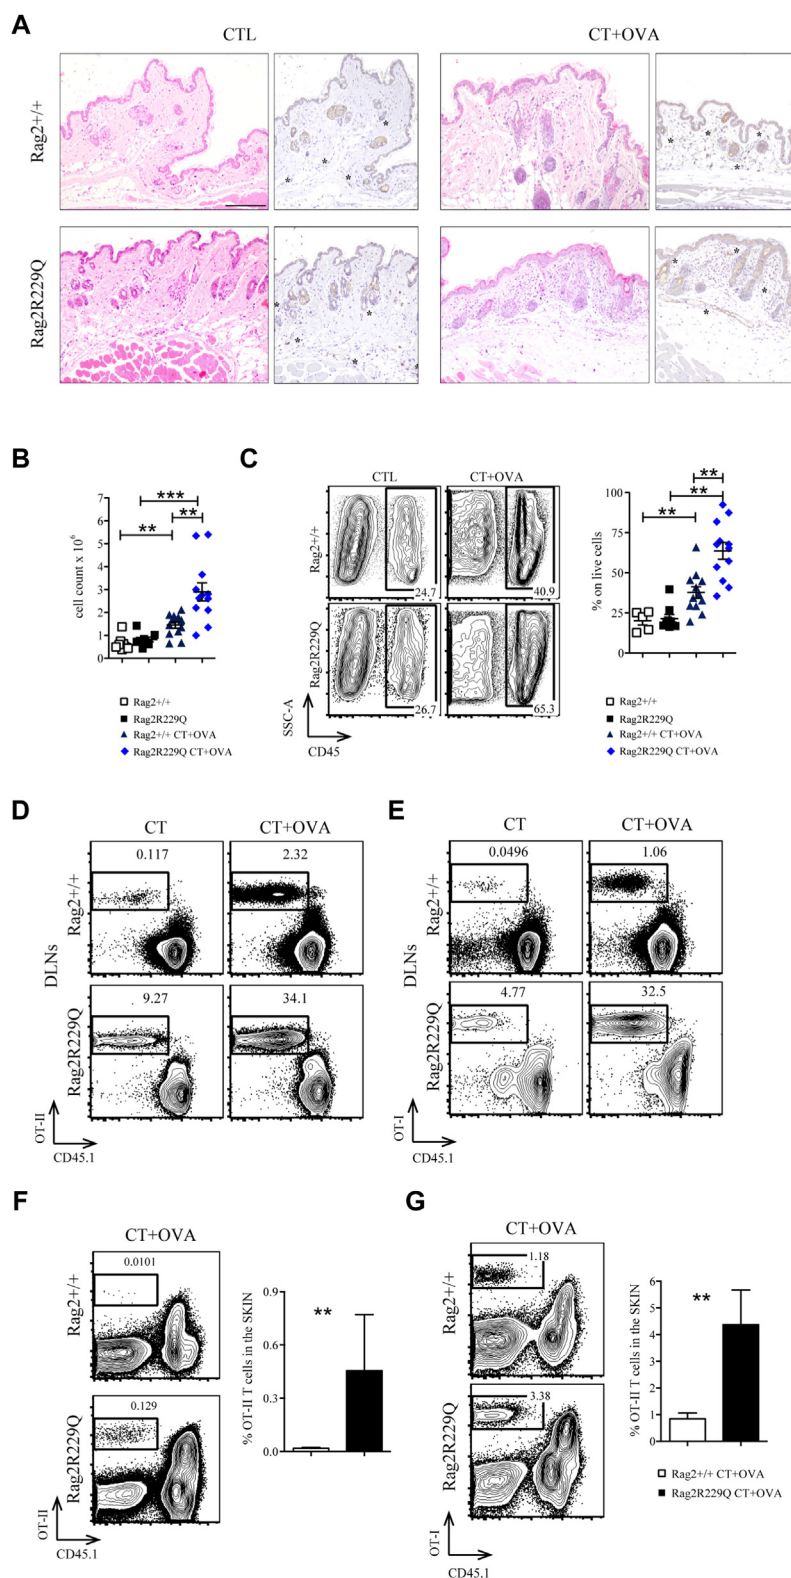 A
CTL
CT+OVA
Rag2+/+
*
*
*
*
*
*
*
*
Rag2R229Q
*
*
*
*
*
*
*
*
*
B
***
**
**
cell count x 10^6
7
6
5
4
3
2
1
0
Rag2+/+
Rag2R229Q
Rag2+/+ CT+OVA
Rag2R229Q CT+OVA
C
CTL
CT+OVA
Rag2+/+
24.7
40.9
Rag2R229Q
26.7
65.3
SSC-A
CD45
**
**
**
% on live cells
100
75
50
25
0
Rag2+/+
Rag2R229Q
Rag2+/+ CT+OVA
Rag2R229Q CT+OVA
D
CT
CT+OVA
Rag2+/+
0.117
2.32
DLNs
Rag2R229Q
9.27
34.1
OT-II
CD45.1
E
CT
CT+OVA
Rag2+/+
0.0496
1.06
DLNs
Rag2R229Q
4.77
32.5
OT-I
CD45.1
F
CT+OVA
Rag2+/+
0.0101
Rag2R229Q
0.129
OT-II
CD45.1
% OT-II T cells in the SKIN
0.9
0.6
0.3
0.0
**
G
CT+OVA
Rag2+/+
1.18
Rag2R229Q
3.38
OT-I
CD45.1
% OT-II T cells in the SKIN
6
5
4
3
2
1
0
**
Rag2+/+ CT+OVA
Rag2R229Q CT+OVA